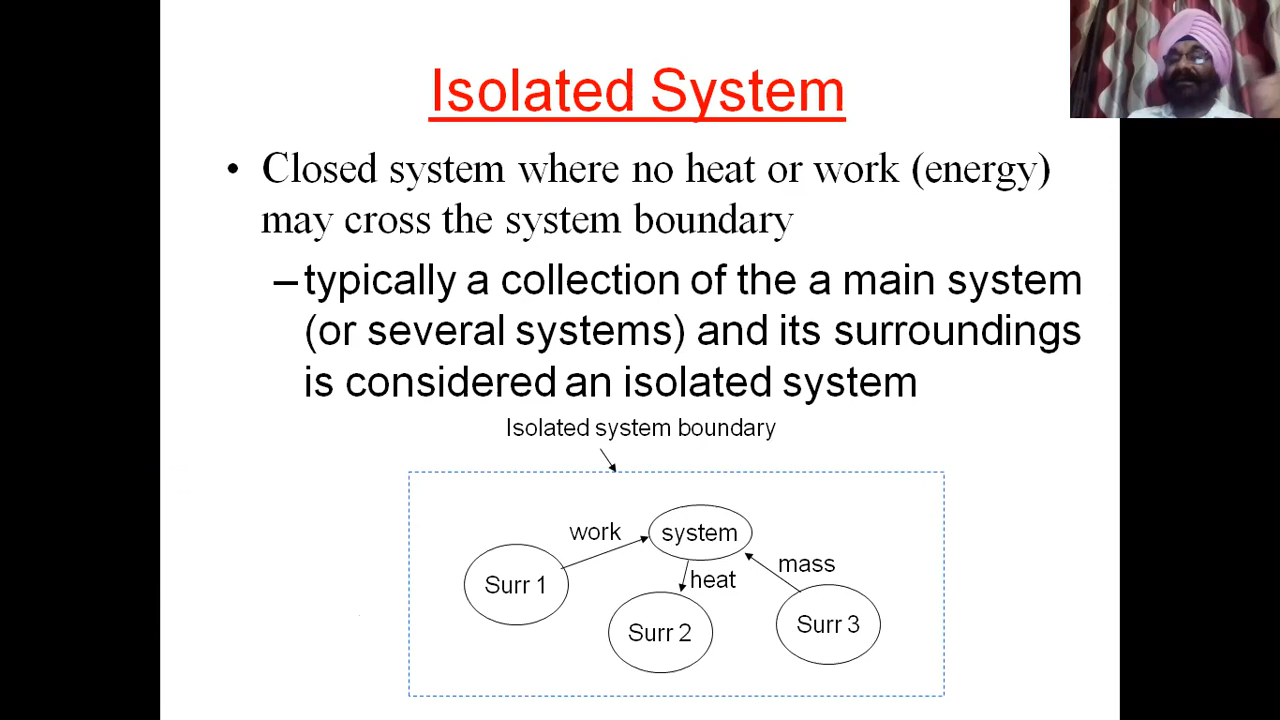 Isolated System
• Closed system where no heat or work (energy)
may cross the system boundary
–typically a collection of the a main system
(or several systems) and its surroundings
is considered an isolated system
Isolated system boundary
work
system
mass
heat
Surr 1
Surr 2
Surr 3